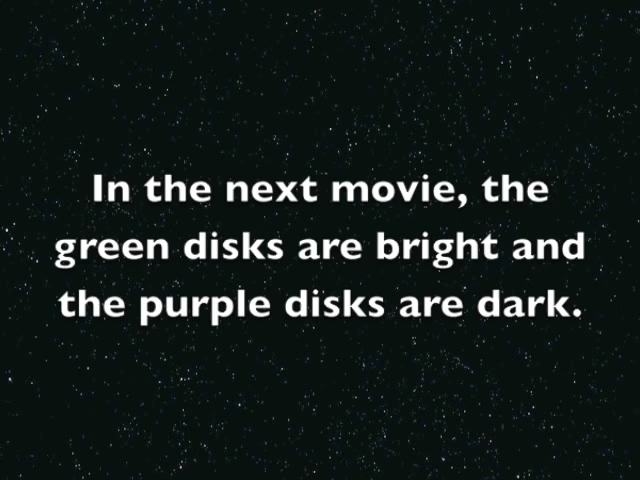 In the next movie, the
green disks are bright and
the purple disks are dark.